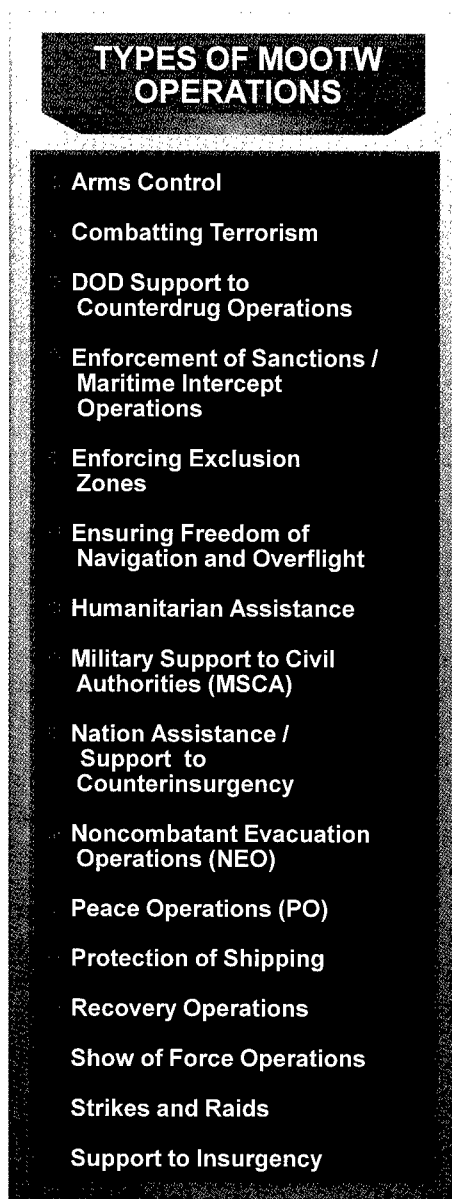 TYPES OF MOOTW
OPERATIONS
Arms Control
Combatting Terrorism
DOD Support to
Counterdrug Operations
Enforcement of Sanctions /
Maritime Intercept
Operations
Enforcing Exclusion
Zones
Ensuring Freedom of
Navigation and Overflight
Humanitarian Assistance
Military Support to Civil
Authorities (MSCA)
Nation Assistance /
Support to
Counterinsurgency
Noncombatant Evacuation
Operations (NEO)
Peace Operations (PO)
Protection of Shipping
Recovery Operations
Show of Force Operations
Strikes and Raids
Support to Insurgency